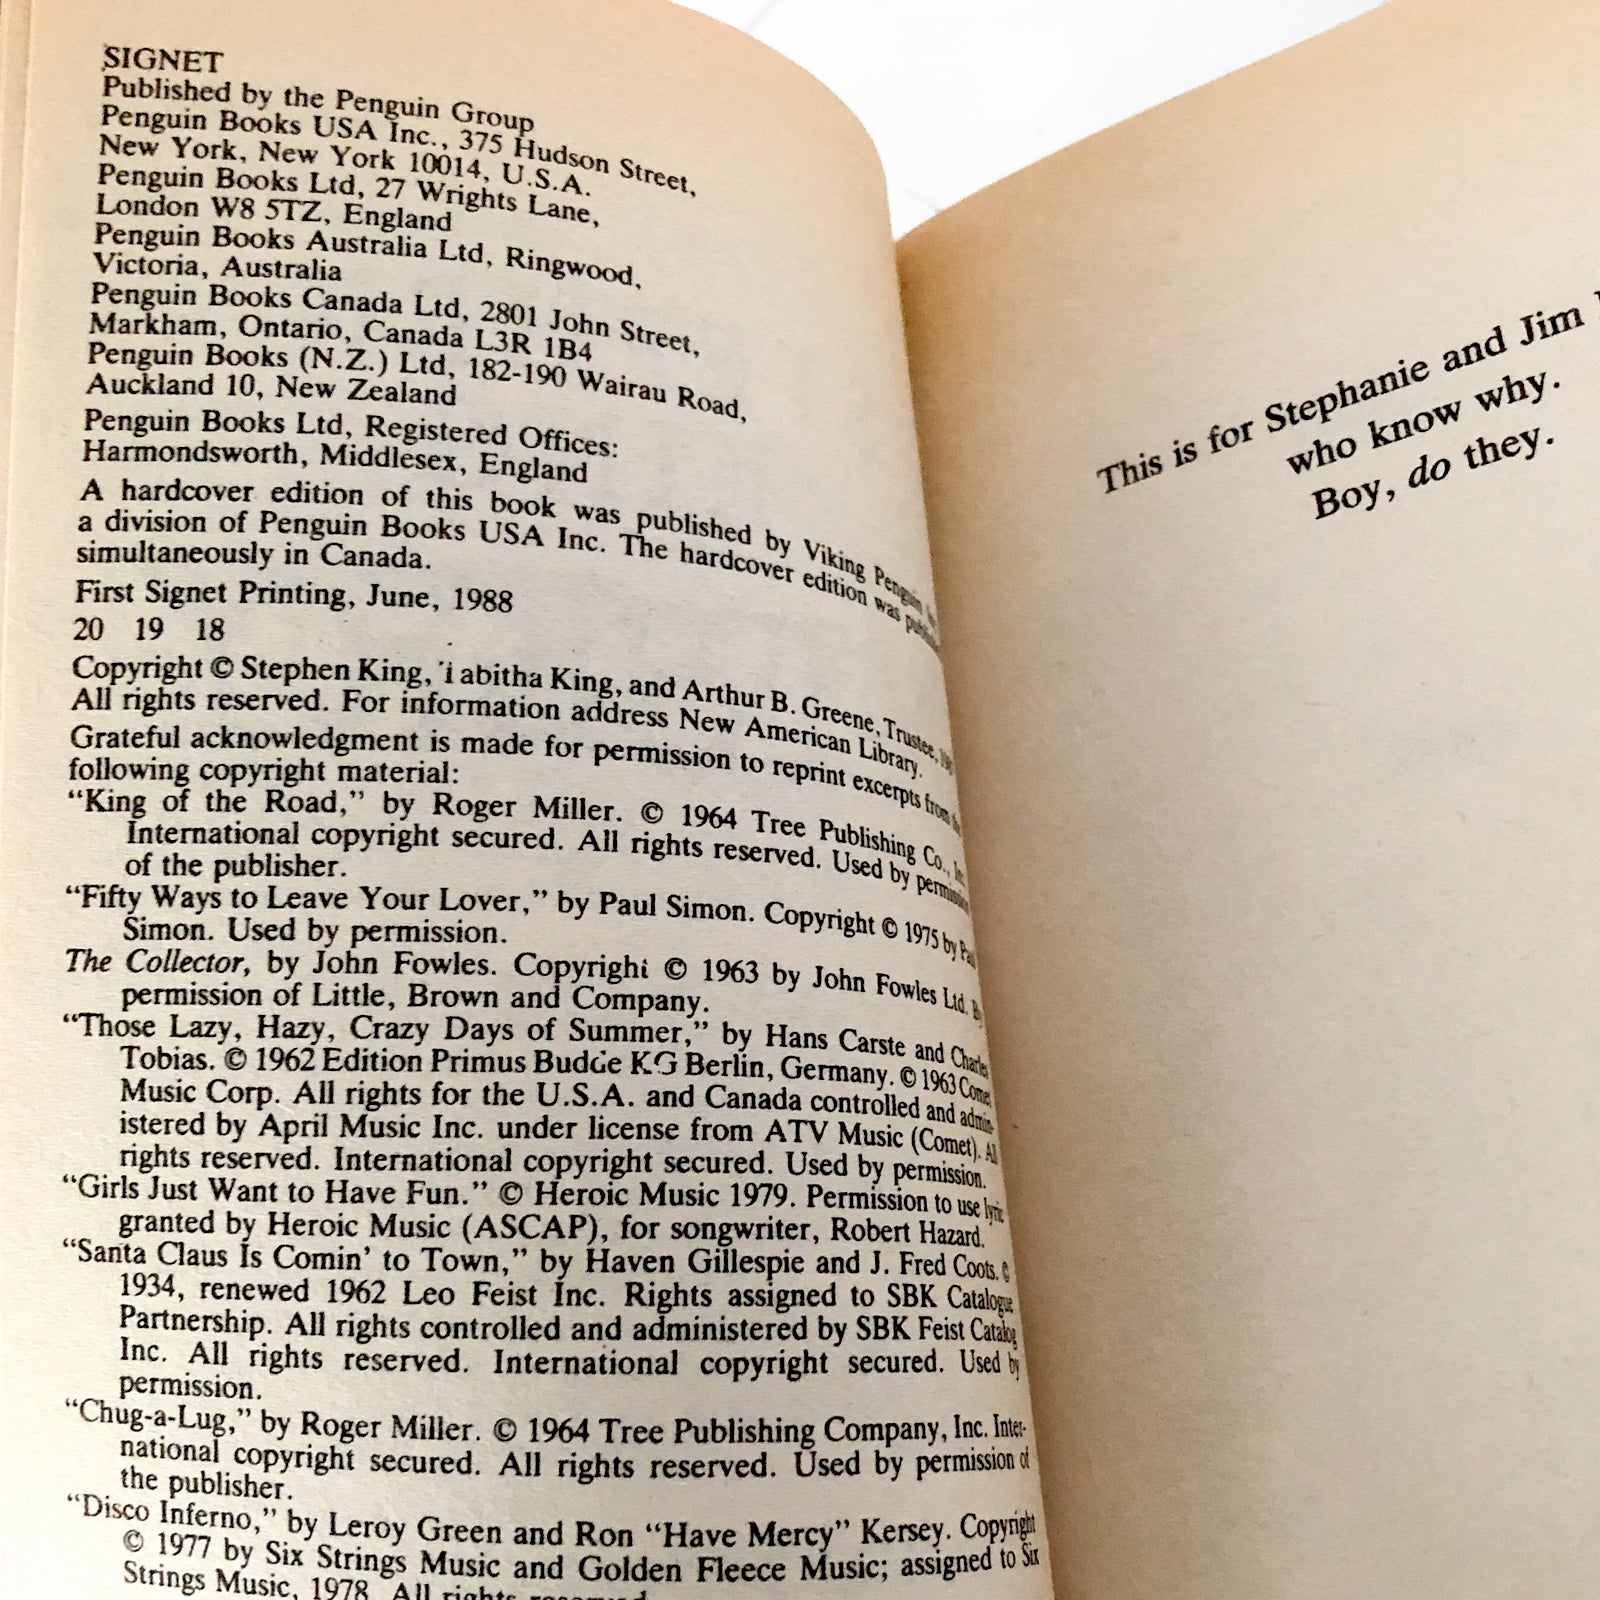 SIGNET
Published by the Penguin Group
Penguin Books USA Inc., 375 Hudson Street,
New York, New York 10014, U.S.A.
Penguin Books Ltd, 27 Wrights Lane,
London W8 5TZ, England
Penguin Books Australia Ltd, Ringwood,
Victoria, Australia
Penguin Books Canada Ltd, 2801 John Street,
Markham, Ontario, Canada L3R 1B4
Penguin Books (N.Z.) Ltd, 182-190 Wairau Road,
Auckland 10, New Zealand
Penguin Books Ltd, Registered Offices:
Harmondsworth, Middlesex, England
A hardcover edition of this book was published by Viking Penguin
a division of Penguin Books USA Inc. The hardcover edition was
simultaneously in Canada.
First Signet Printing, June, 1988
20 19 18
Copyright © Stephen King, Tabitha King, and Arthur B. Greene, Trustee,
All rights reserved. For information address New American Library.
Grateful acknowledgment is made for permission to reprint excerpts from
following copyright material:
"King of the Road," by Roger Miller. © 1964 Tree Publishing Co.,
International copyright secured. All rights reserved. Used by permission
of the publisher.
"Fifty Ways to Leave Your Lover," by Paul Simon. Copyright © 1975 by
Simon. Used by permission.
The Collector, by John Fowles. Copyright © 1963 by John Fowles Ltd.
permission of Little, Brown and Company.
"Those Lazy, Hazy, Crazy Days of Summer," by Hans Carste and Charles
Tobias. © 1962 Edition Primus Budde KG Berlin, Germany. © 1963 Comet
Music Corp. All rights for the U.S.A. and Canada controlled and admin-
istered by April Music Inc. under license from ATV Music (Comet). All
rights reserved. International copyright secured. Used by permission.
"Girls Just Want to Have Fun." © Heroic Music 1979. Permission to use lyric
granted by Heroic Music (ASCAP), for songwriter, Robert Hazard.
"Santa Claus Is Comin' to Town," by Haven Gillespie and J. Fred Coots. ©
1934, renewed 1962 Leo Feist Inc. Rights assigned to SBK Catalogue
Partnership. All rights controlled and administered by SBK Feist Catalog
Inc. All rights reserved. International copyright secured. Used by
permission.
"Chug-a-Lug," by Roger Miller. © 1964 Tree Publishing Company, Inc. Inter-
national copyright secured. All rights reserved. Used by permission of
the publisher.
"Disco Inferno," by Leroy Green and Ron "Have Mercy" Kersey. Copyright
© 1977 by Six Strings Music and Golden Fleece Music; assigned to Six
Strings Music, 1978. All rights reserved.
This is for Stephanie and Jim
who know why.
Boy, do they.